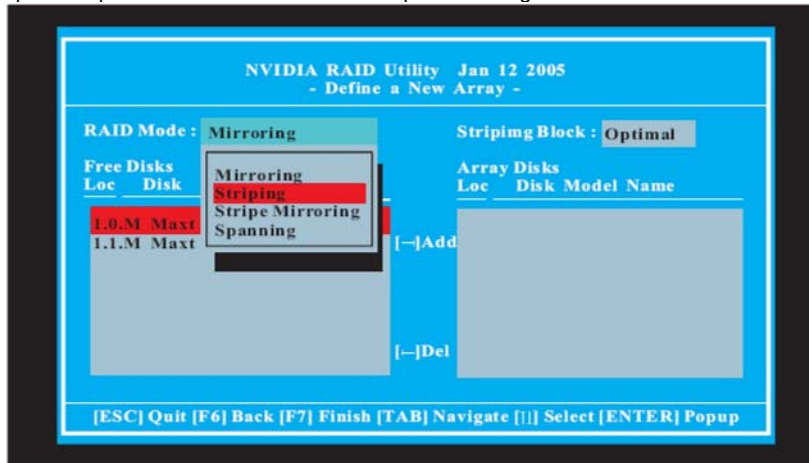 NVIDIA RAID Utility Jan 12 2005
- Define a New Array -
RAID Mode : Mirroring
Stripimg Block : Optimal
Free Disks
Loc Disk
Array Disks
Loc Disk Model Name
Mirroring
Striping
Stripe Mirroring
Spanning
1.0.M Maxt
1.1.M Maxt
[→]Add
[←]Del
[ESC] Quit [F6] Back [F7] Finish [TAB] Navigate [↑↓] Select [ENTER] Popup